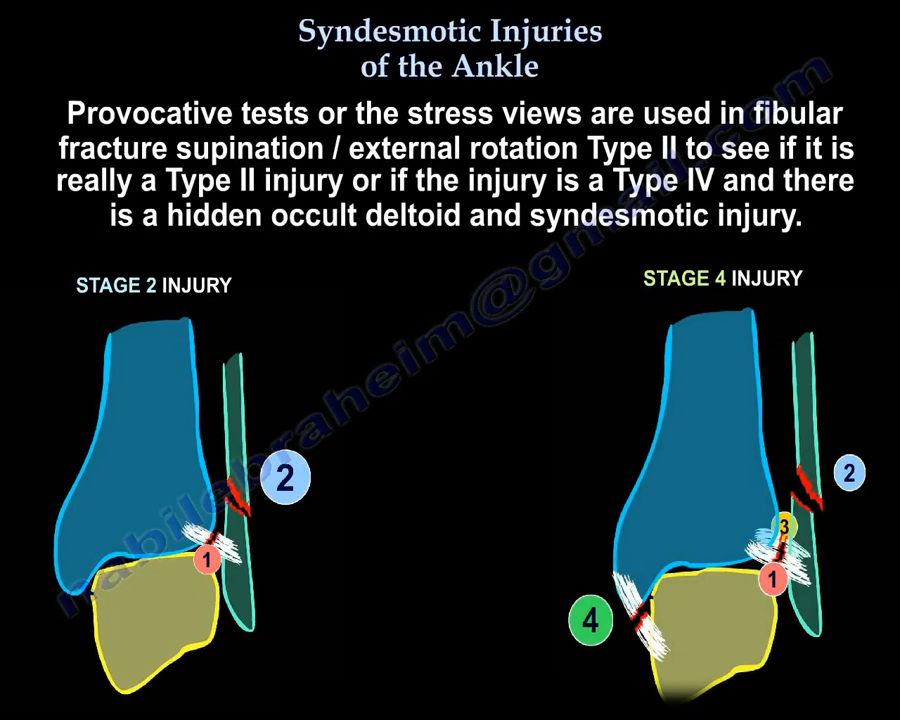 Syndesmotic Injuries
of the Ankle
Provocative tests or the stress views are used in fibular
fracture supination / external rotation Type II to see if it is
really a Type II injury or if the injury is a Type IV and there
is a hidden occult deltoid and syndesmotic injury.
STAGE 2 INJURY
STAGE 4 INJURY
2
1
2
3
1
4
nabilebraheim@gmail.com